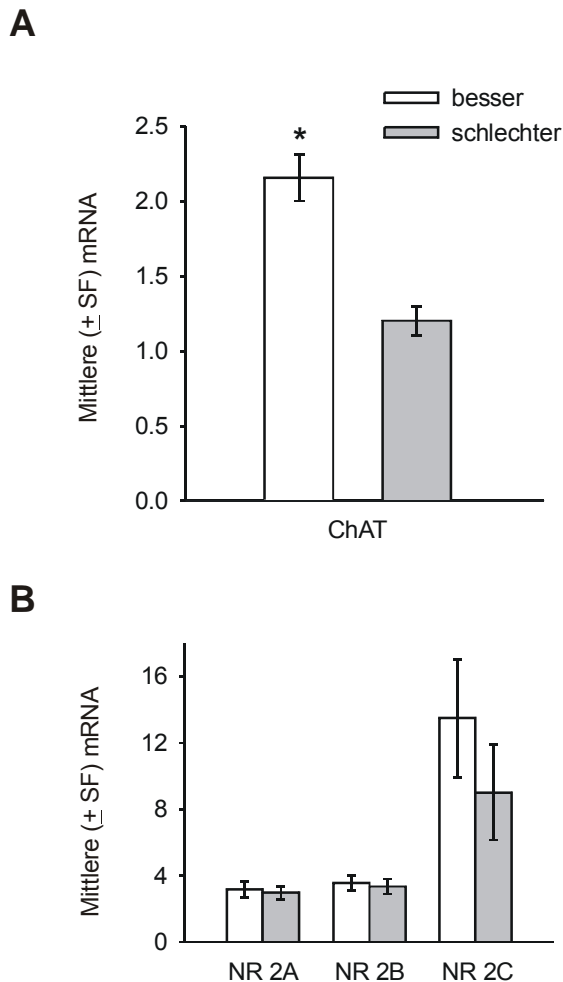 A
besser
schlechter
*
2.5
2.0
1.5
1.0
0.5
0.0
Mittlere (± SF) mRNA
ChAT
B
16
12
8
4
0
Mittlere (± SF) mRNA
NR 2A NR 2B NR 2C